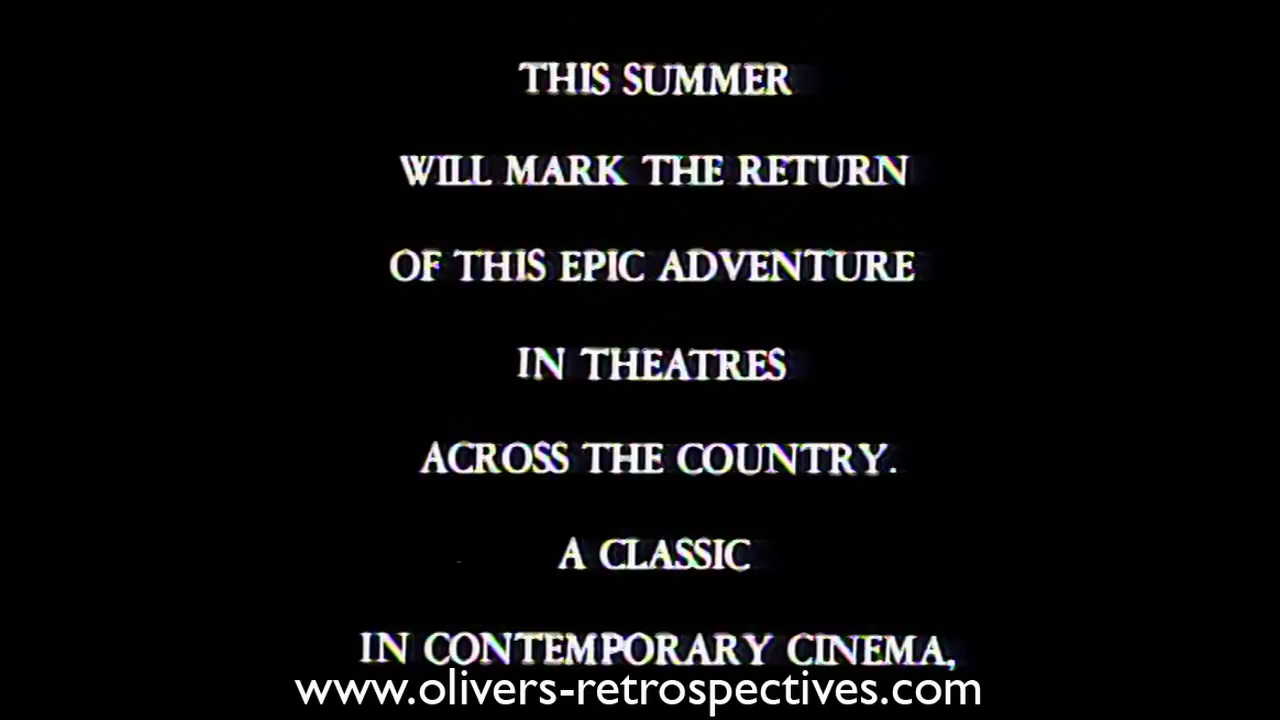 THIS SUMMER
WILL MARK THE RETURN
OF THIS EPIC ADVENTURE
IN THEATRES
ACROSS THE COUNTRY.
A CLASSIC
IN CONTEMPORARY CINEMA,
www.olivers-retrospectives.com